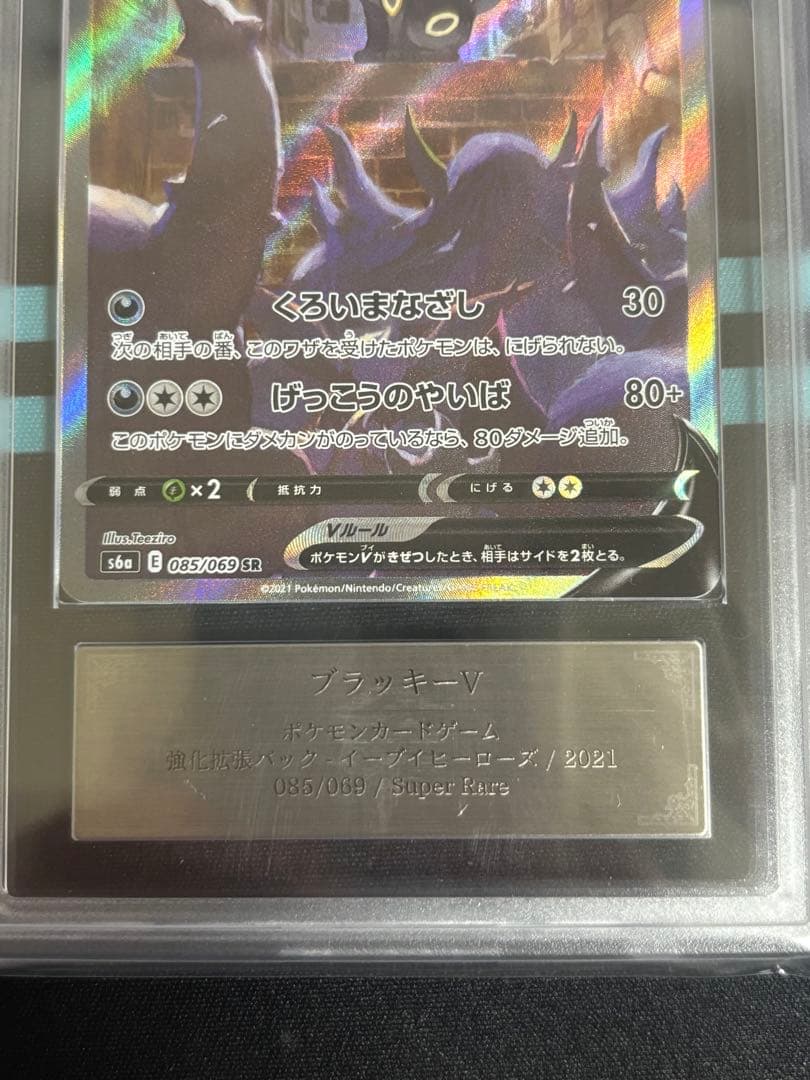 くろいまなざし 30
次の相手の番、このワザを受けたポケモンは、にげられない。
げっこうのやいば 80+
このポケモンにダメカンがのっているなら、80ダメージ追加。
弱点 ×2 抵抗力 にげる
Illus.Teeziro
Vルール
s6a E 085/069 SR
ポケモンVがきぜつしたとき、相手はサイドを2枚とる。
©2021 Pokémon/Nintendo/Creatures
ブラッキーV
ポケモンカードゲーム
強化拡張パック - イーブイヒーローズ / 2021
085/069 / Super Rare